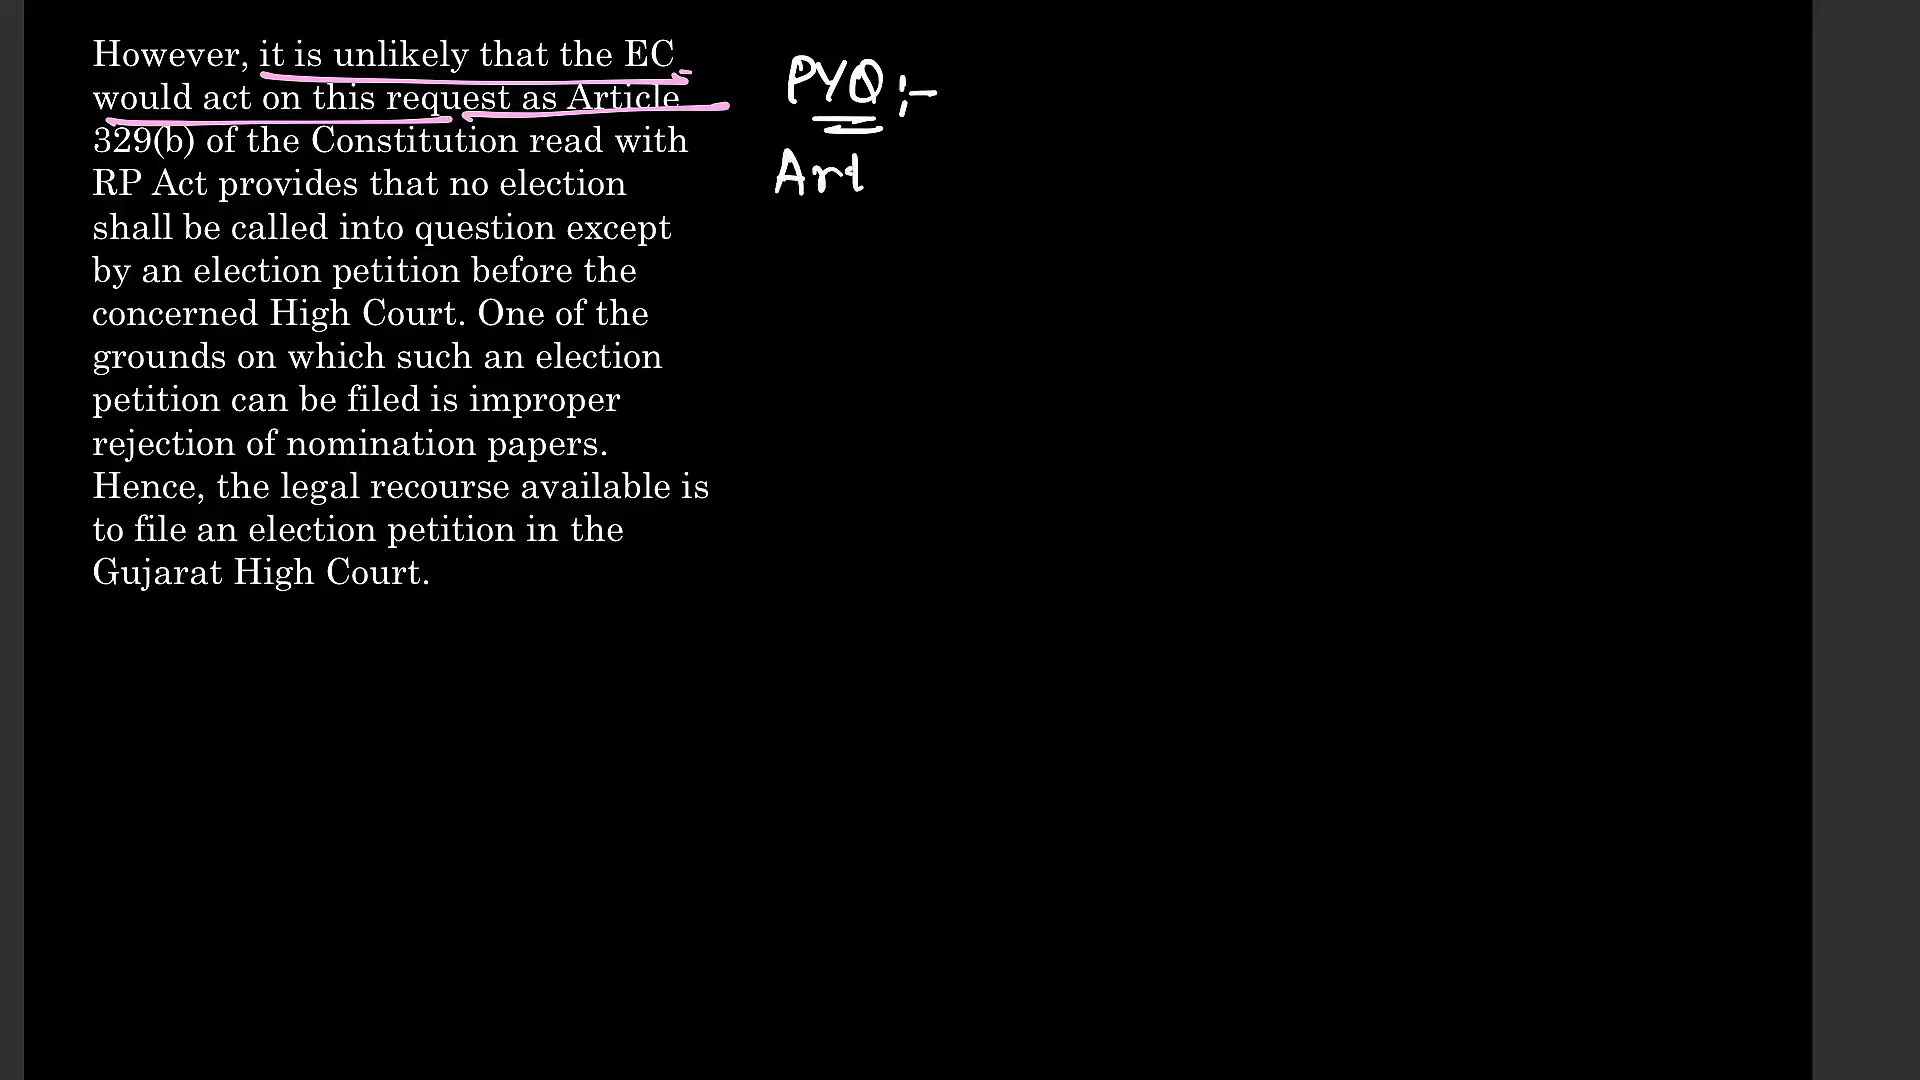 However, it is unlikely that the EC
would act on this request as Article
329(b) of the Constitution read with
RP Act provides that no election
shall be called into question except
by an election petition before the
concerned High Court. One of the
grounds on which such an election
petition can be filed is improper
rejection of nomination papers.
Hence, the legal recourse available is
to file an election petition in the
Gujarat High Court.
PYQ :-
Art